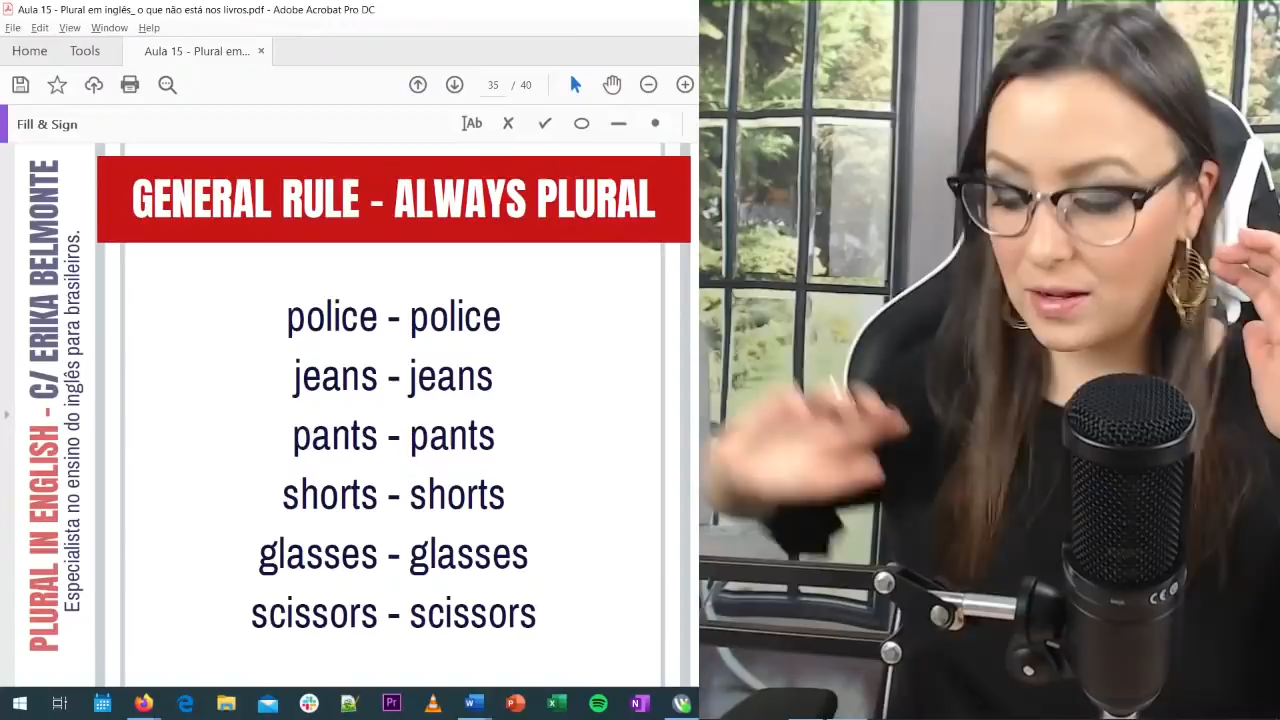 Aula 15 - Plural em inglês_ o que não está nos livros.pdf - Adobe Acrobat Pro DC
File Edit View Window Help
Home Tools Aula 15 - Plural em... ×
35 / 40
Fill & Sign
Ab
PLURAL IN ENGLISH - C/ ERIKA BELMONTE
Especialista no ensino do inglês para brasileiros.
GENERAL RULE - ALWAYS PLURAL
police - police
jeans - jeans
pants - pants
shorts - shorts
glasses - glasses
scissors - scissors